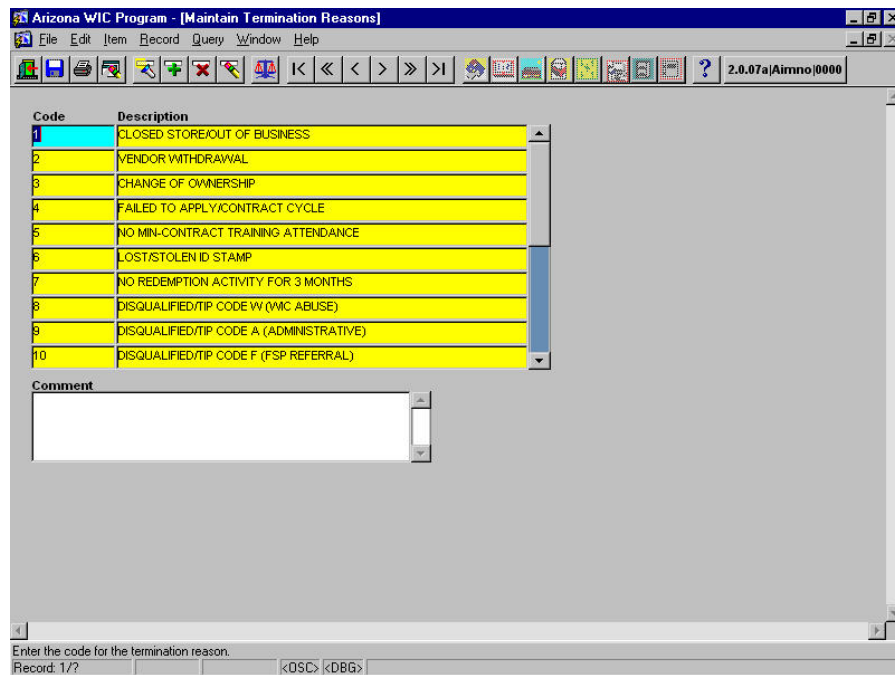 Arizona WIC Program - [Maintain Termination Reasons]
File Edit Item Record Query Window Help
2.0.07a|Aimno|0000
Code Description
1 CLOSED STORE/OUT OF BUSINESS
2 VENDOR WITHDRAWAL
3 CHANGE OF OWNERSHIP
4 FAILED TO APPLY/CONTRACT CYCLE
5 NO MIN-CONTRACT TRAINING ATTENDANCE
6 LOST/STOLEN ID STAMP
7 NO REDEMPTION ACTIVITY FOR 3 MONTHS
8 DISQUALIFIED/TIP CODE W (WIC ABUSE)
9 DISQUALIFIED/TIP CODE A (ADMINISTRATIVE)
10 DISQUALIFIED/TIP CODE F (FSP REFERRAL)
Comment
Enter the code for the termination reason.
Record: 1/? <OSC> <DBG>